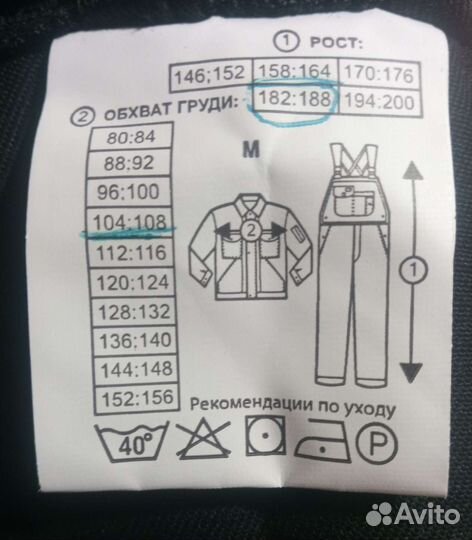 ① РОСТ:
146;152 158:164 170:176
② ОБХВАТ ГРУДИ: 182:188 194:200
80:84
88;92
96;100
104:108
112:116
120:124
128:132
136;140
144:148
152:156
M
②
①
Рекомендации по уходу
40° P
Avito